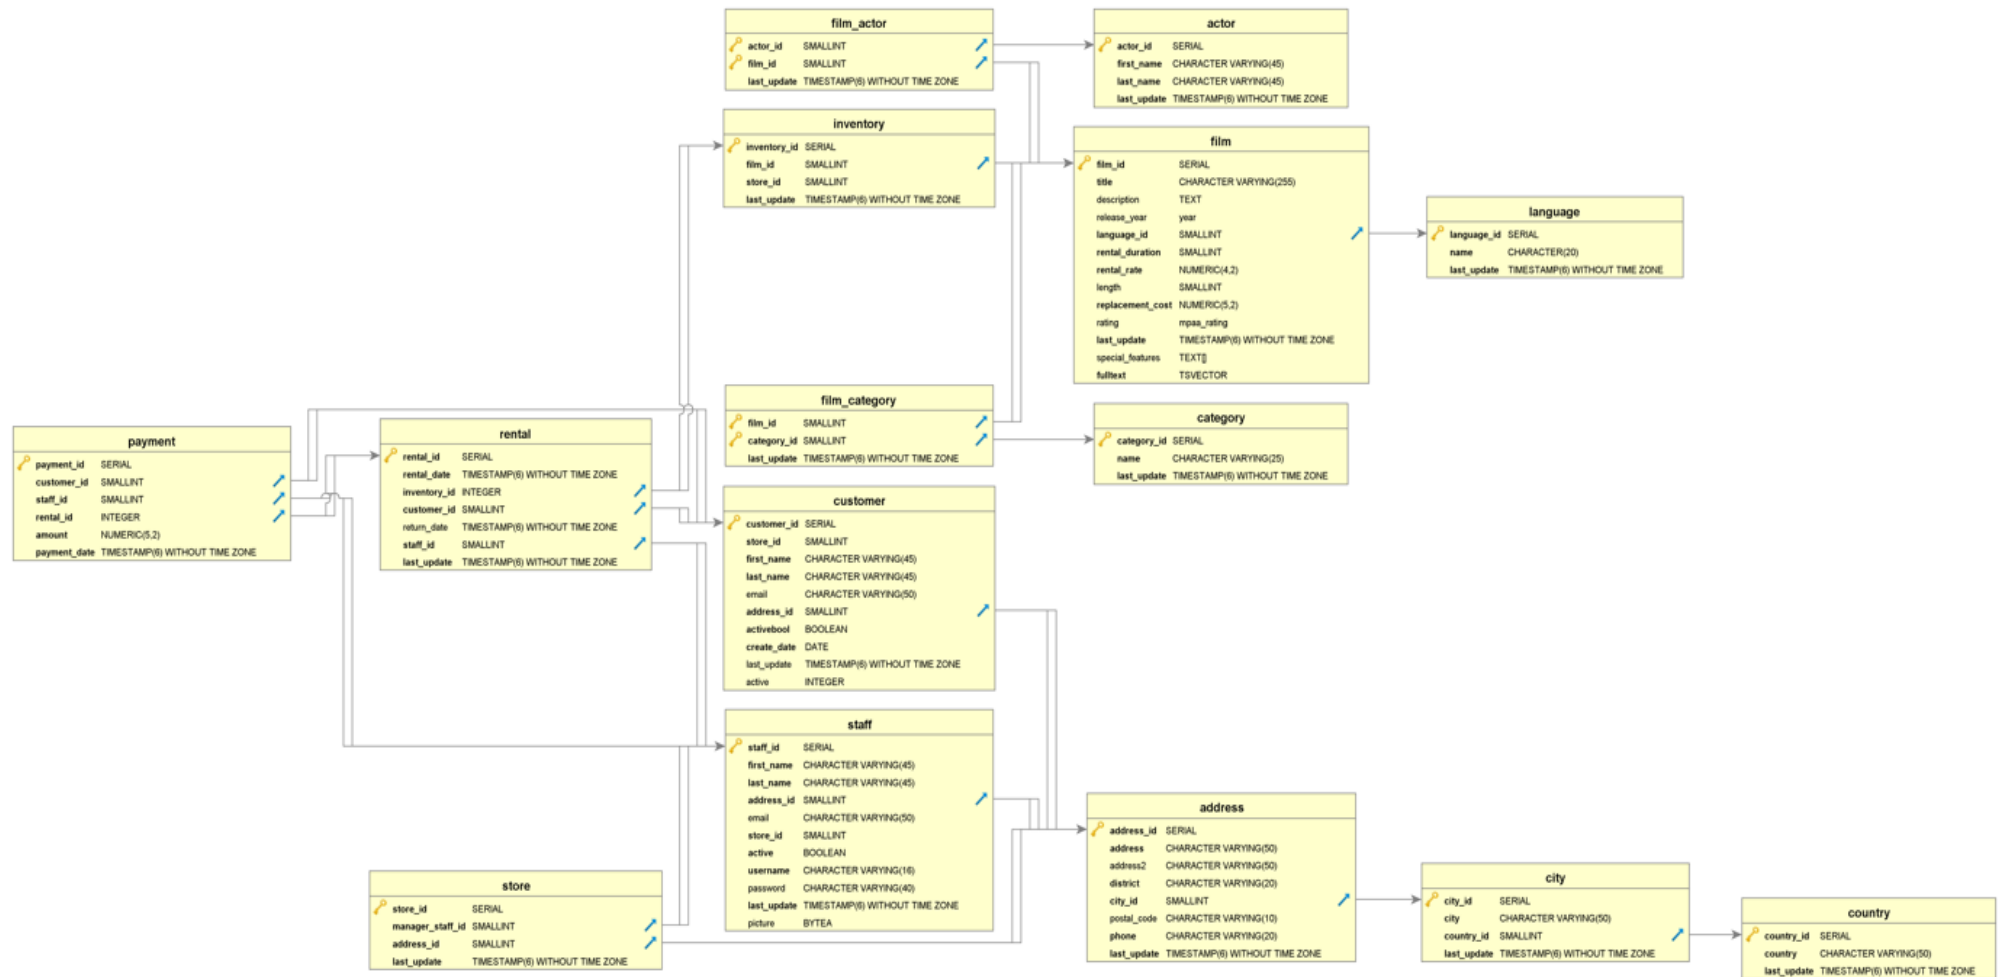 film_actor
actor_id SMALLINT
film_id SMALLINT
last_update TIMESTAMP(6) WITHOUT TIME ZONE
actor
actor_id SERIAL
first_name CHARACTER VARYING(45)
last_name CHARACTER VARYING(45)
last_update TIMESTAMP(6) WITHOUT TIME ZONE
inventory
inventory_id SERIAL
film_id SMALLINT
store_id SMALLINT
last_update TIMESTAMP(6) WITHOUT TIME ZONE
film
film_id SERIAL
title CHARACTER VARYING(255)
description TEXT
release_year year
language_id SMALLINT
rental_duration SMALLINT
rental_rate NUMERIC(4,2)
length SMALLINT
replacement_cost NUMERIC(5,2)
rating mpaa_rating
last_update TIMESTAMP(6) WITHOUT TIME ZONE
special_features TEXT[]
fulltext TSVECTOR
language
language_id SERIAL
name CHARACTER(20)
last_update TIMESTAMP(6) WITHOUT TIME ZONE
payment
payment_id SERIAL
customer_id SMALLINT
staff_id SMALLINT
rental_id INTEGER
amount NUMERIC(5,2)
payment_date TIMESTAMP(6) WITHOUT TIME ZONE
rental
rental_id SERIAL
rental_date TIMESTAMP(6) WITHOUT TIME ZONE
inventory_id INTEGER
customer_id SMALLINT
return_date TIMESTAMP(6) WITHOUT TIME ZONE
staff_id SMALLINT
last_update TIMESTAMP(6) WITHOUT TIME ZONE
film_category
film_id SMALLINT
category_id SMALLINT
last_update TIMESTAMP(6) WITHOUT TIME ZONE
category
category_id SERIAL
name CHARACTER VARYING(25)
last_update TIMESTAMP(6) WITHOUT TIME ZONE
customer
customer_id SERIAL
store_id SMALLINT
first_name CHARACTER VARYING(45)
last_name CHARACTER VARYING(45)
email CHARACTER VARYING(50)
address_id SMALLINT
activebool BOOLEAN
create_date DATE
last_update TIMESTAMP(6) WITHOUT TIME ZONE
active INTEGER
staff
staff_id SERIAL
first_name CHARACTER VARYING(45)
last_name CHARACTER VARYING(45)
address_id SMALLINT
email CHARACTER VARYING(50)
store_id SMALLINT
active BOOLEAN
username CHARACTER VARYING(16)
password CHARACTER VARYING(40)
last_update TIMESTAMP(6) WITHOUT TIME ZONE
picture BYTEA
store
store_id SERIAL
manager_staff_id SMALLINT
address_id SMALLINT
last_update TIMESTAMP(6) WITHOUT TIME ZONE
address
address_id SERIAL
address CHARACTER VARYING(50)
address2 CHARACTER VARYING(50)
district CHARACTER VARYING(20)
city_id SMALLINT
postal_code CHARACTER VARYING(10)
phone CHARACTER VARYING(20)
last_update TIMESTAMP(6) WITHOUT TIME ZONE
city
city_id SERIAL
city CHARACTER VARYING(50)
country_id SMALLINT
last_update TIMESTAMP(6) WITHOUT TIME ZONE
country
country_id SERIAL
country CHARACTER VARYING(50)
last_update TIMESTAMP(6) WITHOUT TIME ZONE